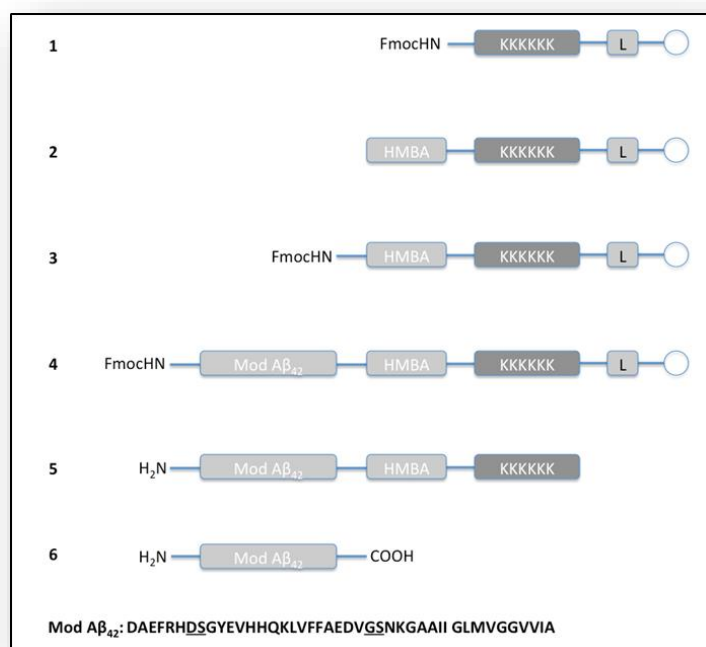 1 FmocHN KKKKKK L
2 HMBA KKKKKK L
3 FmocHN HMBA KKKKKK L
4 FmocHN Mod Aβ42 HMBA KKKKKK L
5 H2N Mod Aβ42 HMBA KKKKKK
6 H2N Mod Aβ42 COOH
Mod Aβ42: DAEFRHDSGYEVHHQKLVFFAEDVGSNKGAAII GLMVGGVVIA